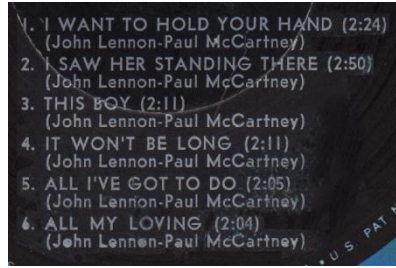 1. I WANT TO HOLD YOUR HAND (2:24)
(John Lennon-Paul McCartney)
2. I SAW HER STANDING THERE (2:50)
(John Lennon-Paul McCartney)
3. THIS BOY (2:11)
(John Lennon-Paul McCartney)
4. IT WON'T BE LONG (2:11)
(John Lennon-Paul McCartney)
5. ALL I'VE GOT TO DO (2:05)
(John Lennon-Paul McCartney)
6. ALL MY LOVING (2:04)
(John Lennon-Paul McCartney)
• U.S. PAT